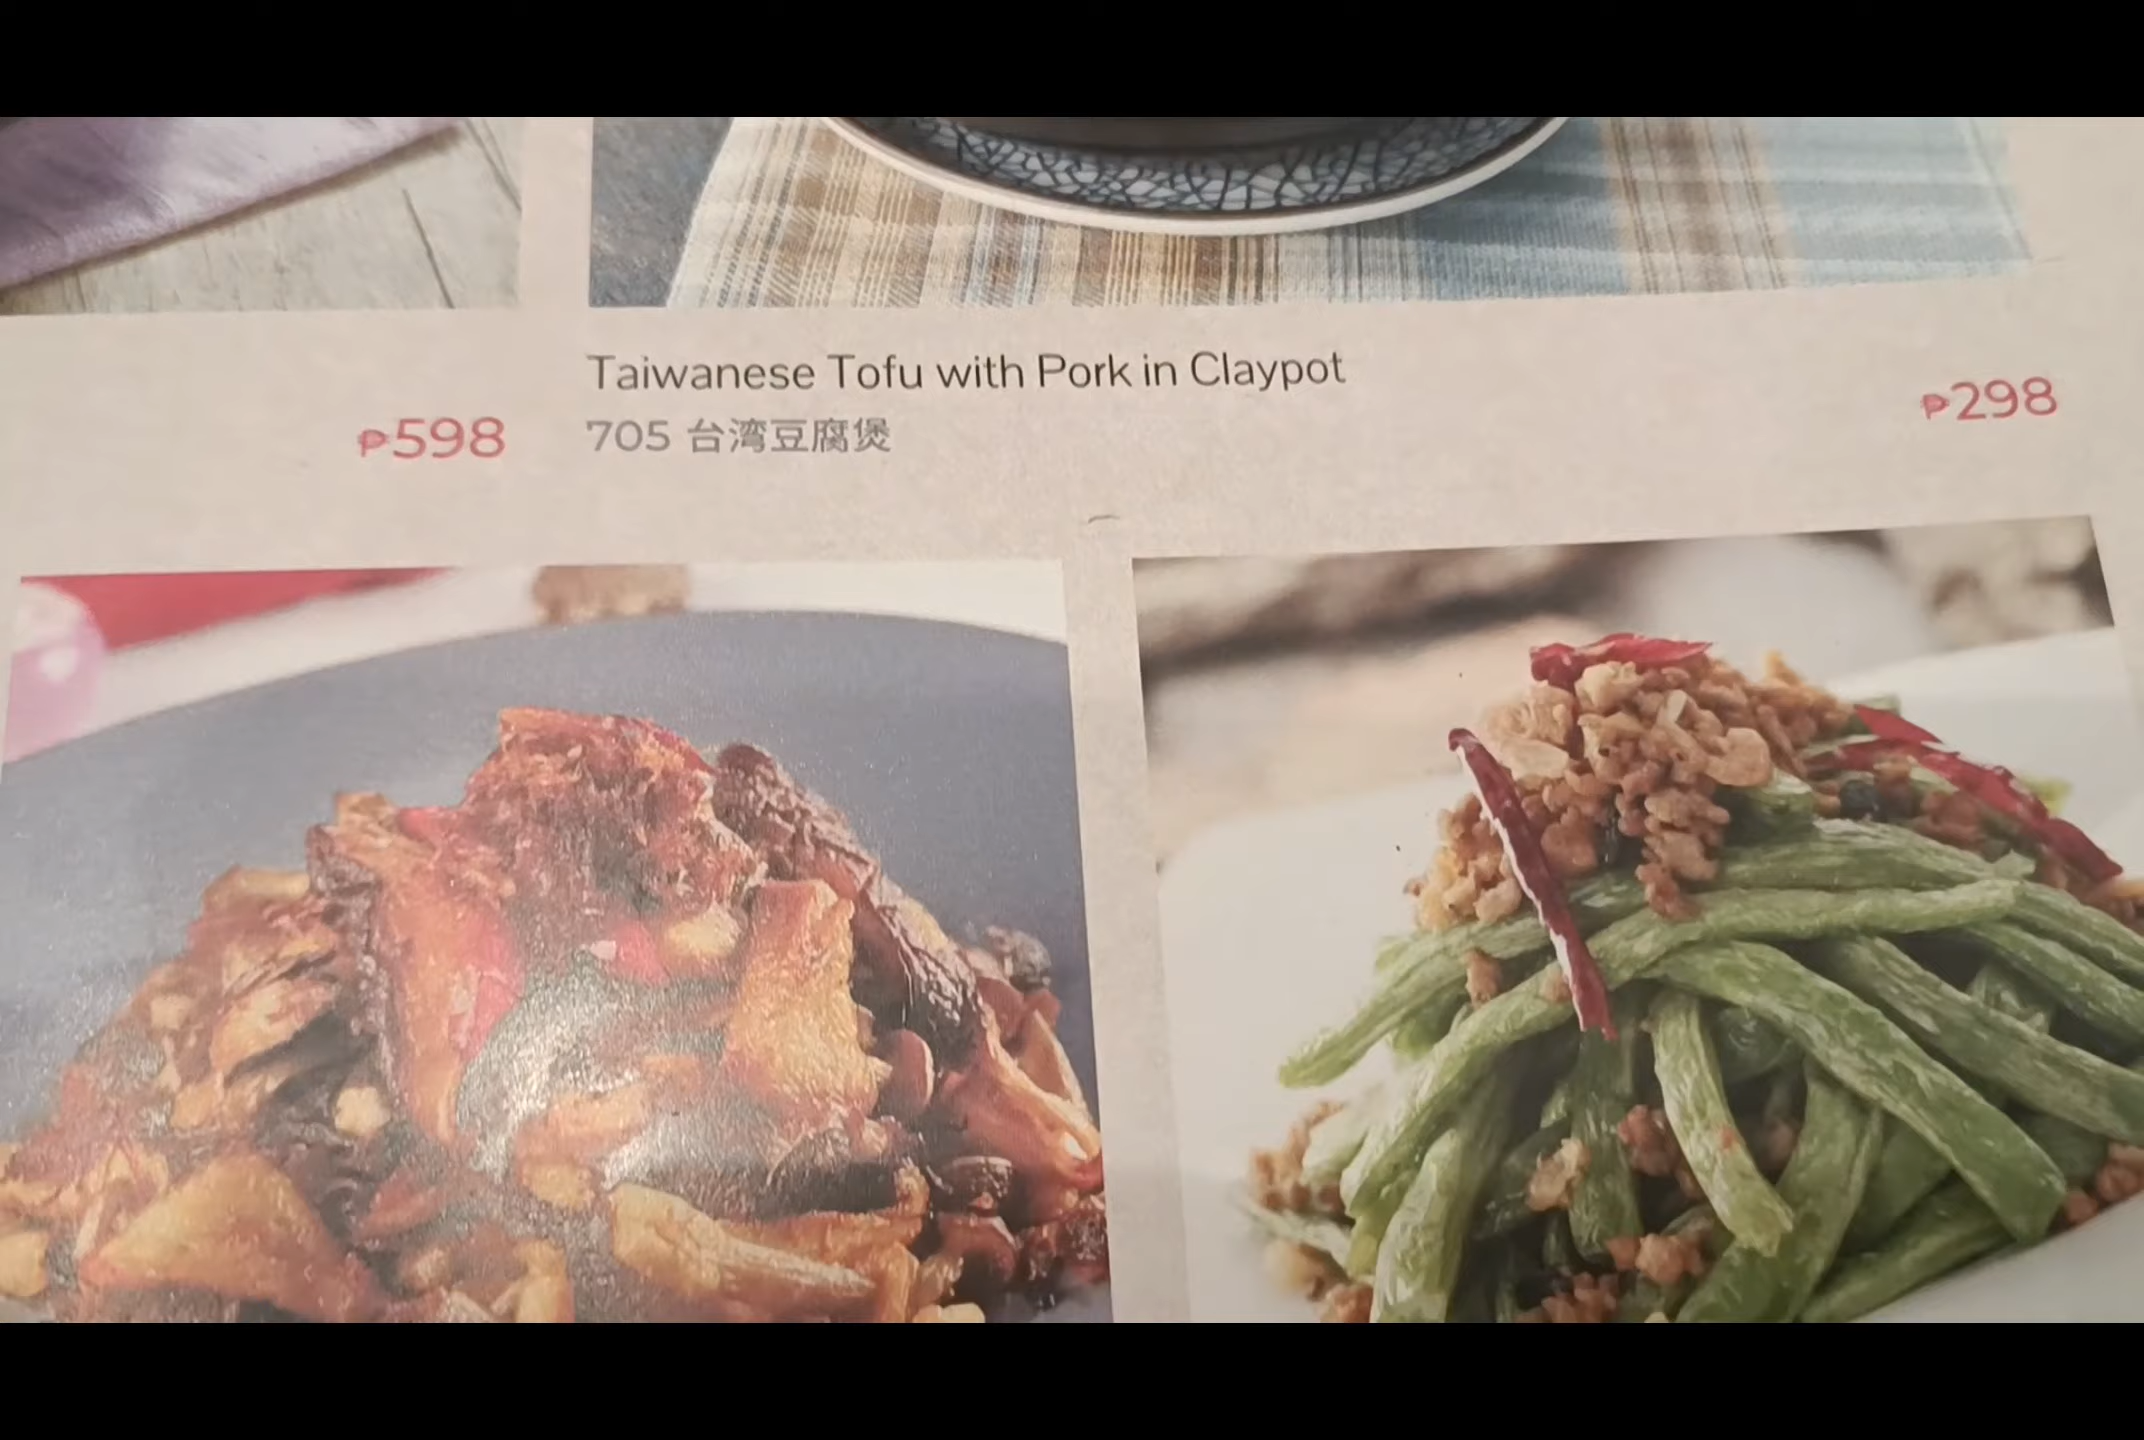 ₱598
Taiwanese Tofu with Pork in Claypot
705 台湾豆腐煲
₱298